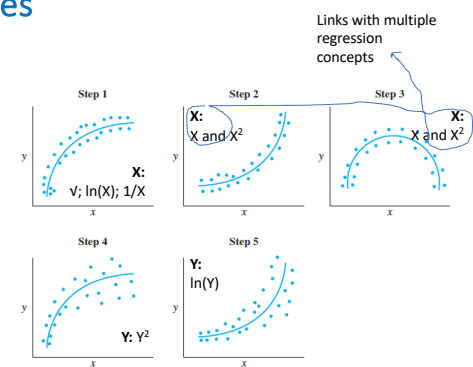 es
Links with multiple
regression
concepts
Step 1
y
X:
√; ln(X); 1/X
x
Step 2
X:
X and X²
y
x
Step 3
X:
X and X²
y
x
Step 4
y
Y: Y²
x
Step 5
Y:
ln(Y)
y
x